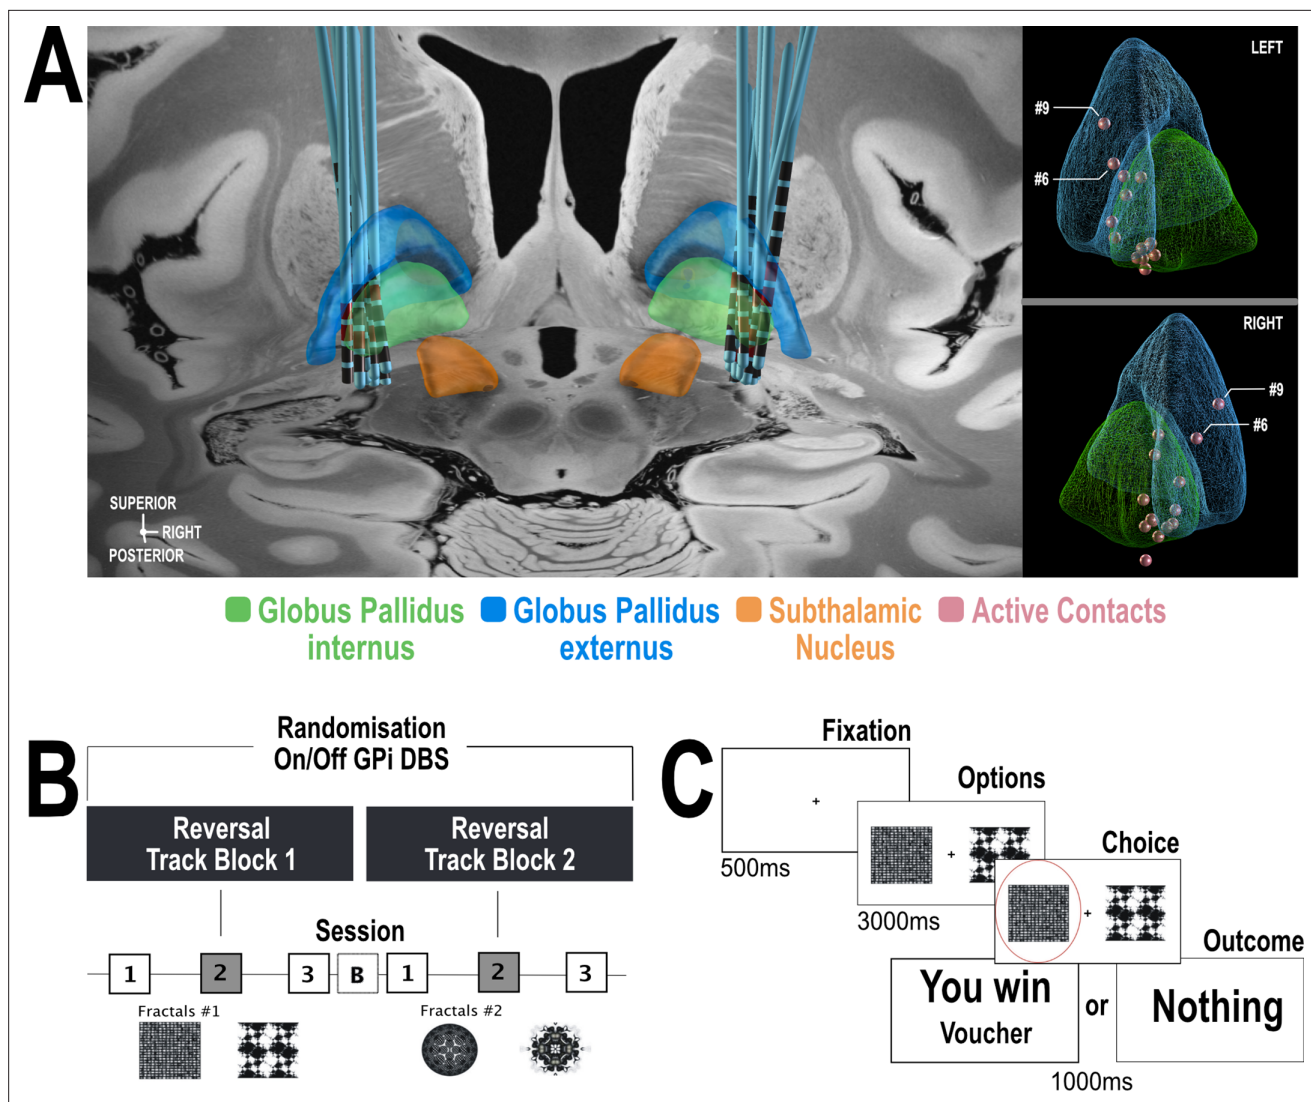 A
LEFT
#9
#6
RIGHT
#9
#6
SUPERIOR
RIGHT
POSTERIOR
Globus Pallidus
internus
Globus Pallidus
externus
Subthalamic
Nucleus
Active Contacts
B
Randomisation
On/Off GPi DBS
Reversal
Track Block 1
Reversal
Track Block 2
Session
1 2 3 B 1 2 3
Fractals #1
Fractals #2
C
Fixation
500ms
Options
3000ms
Choice
Outcome
You win
Voucher
or
Nothing
1000ms